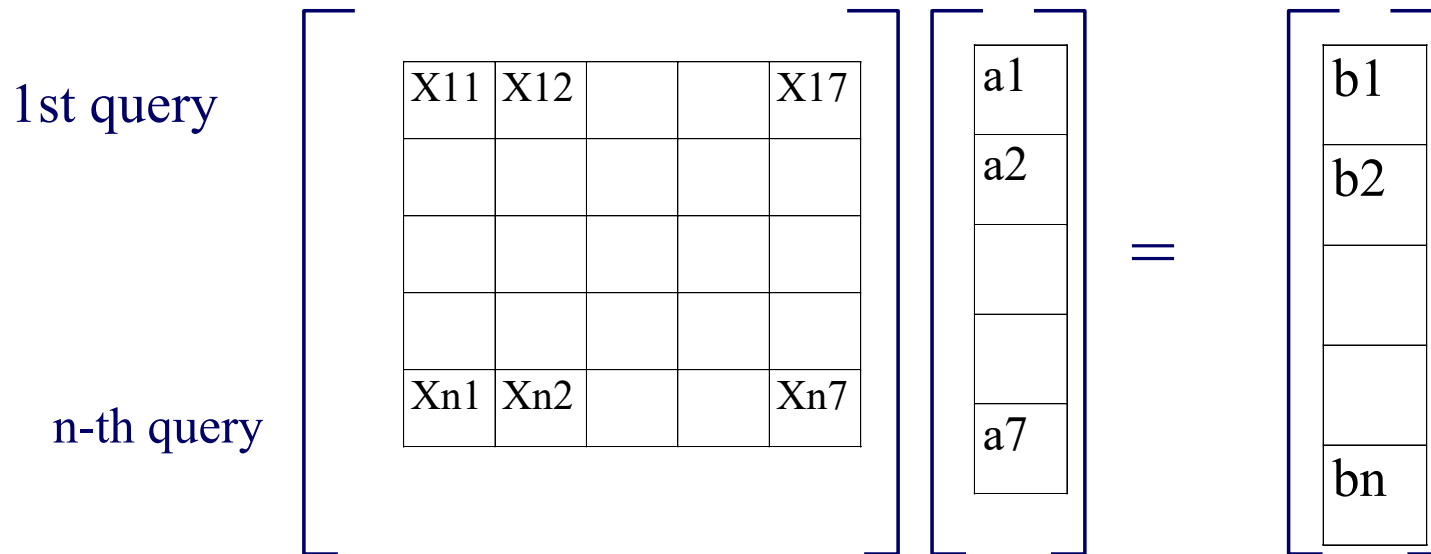 1st query
X11 X12 X17
a1
b1
a2
b2
=
n-th query
Xn1 Xn2 Xn7
a7
bn